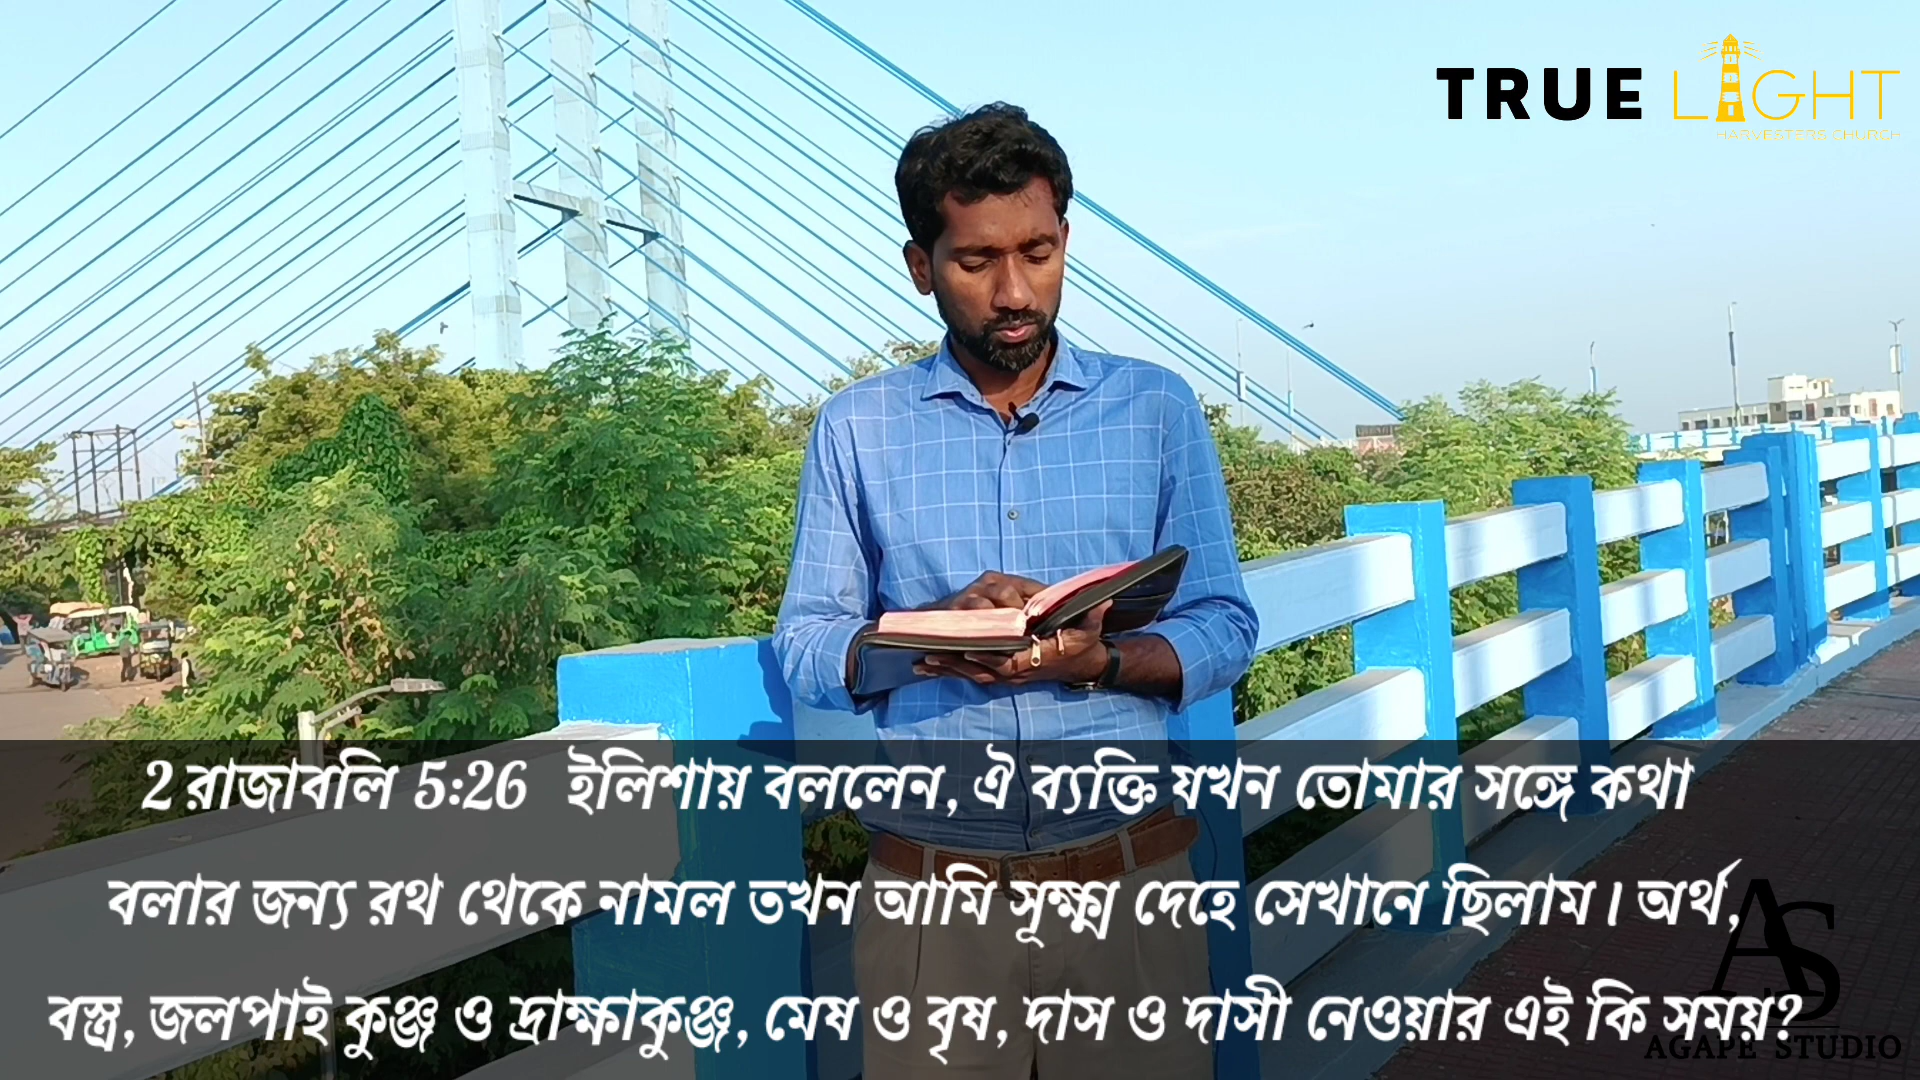 TRUE LIGHT
HARVESTERS CHURCH
2 রাজাবলি 5:26 ইলিশায় বললেন, ঐ ব্যক্তি যখন তোমার সঙ্গে কথা
বলার জন্য রথ থেকে নামল তখন আমি সূক্ষ্ম দেহে সেখানে ছিলাম। অর্থ,
বস্ত্র, জলপাই কুঞ্জ ও দ্রাক্ষাকুঞ্জ, মেষ ও বৃষ, দাস ও দাসী নেওয়ার এই কি সময়?
AS
AGAPE STUDIO